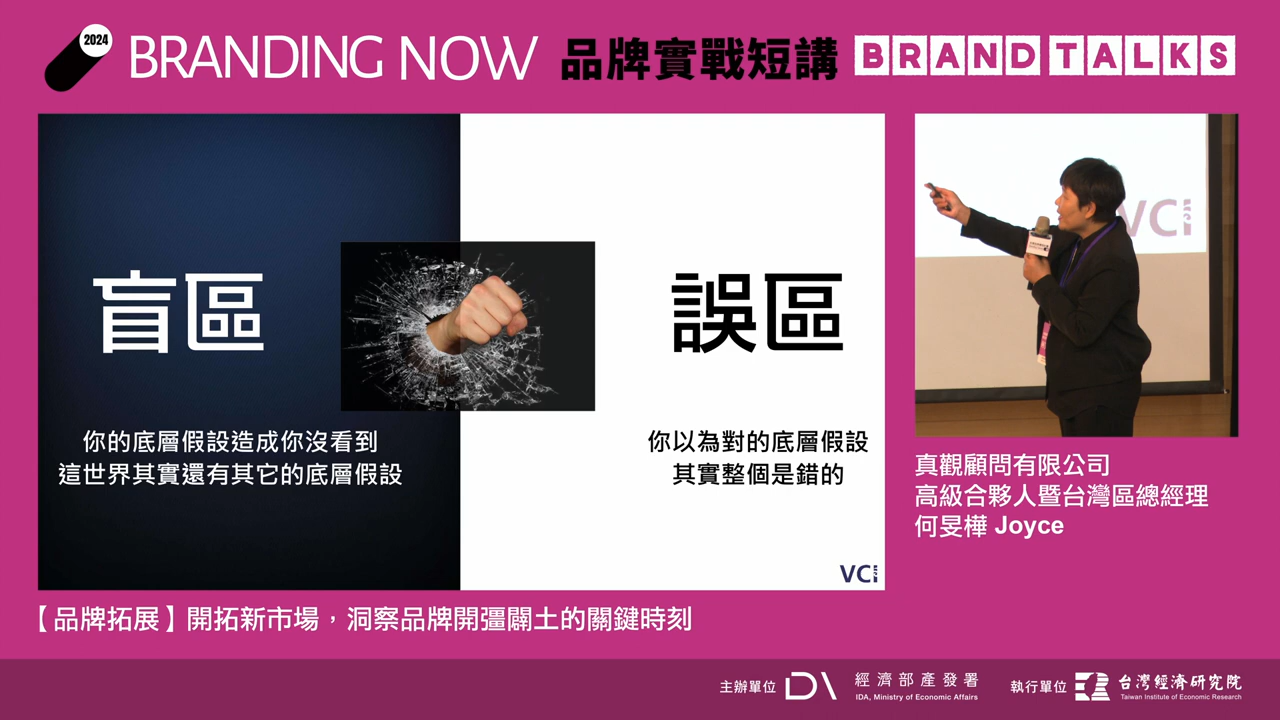 2024
BRANDING NOW 品牌實戰短講 BRAND TALKS
盲區
你的底層假設造成你沒看到
這世界其實還有其它的底層假設
誤區
你以為對的底層假設
其實整個是錯的
VC
VC
真觀顧問有限公司
高級合夥人暨台灣區總經理
何旻樺 Joyce
【品牌拓展】開拓新市場，洞察品牌開彊闢土的關鍵時刻
主辦單位 經濟部產發署
IDA, Ministry of Economic Affairs
執行單位 台灣經濟研究院
Taiwan Institute of Economic Research